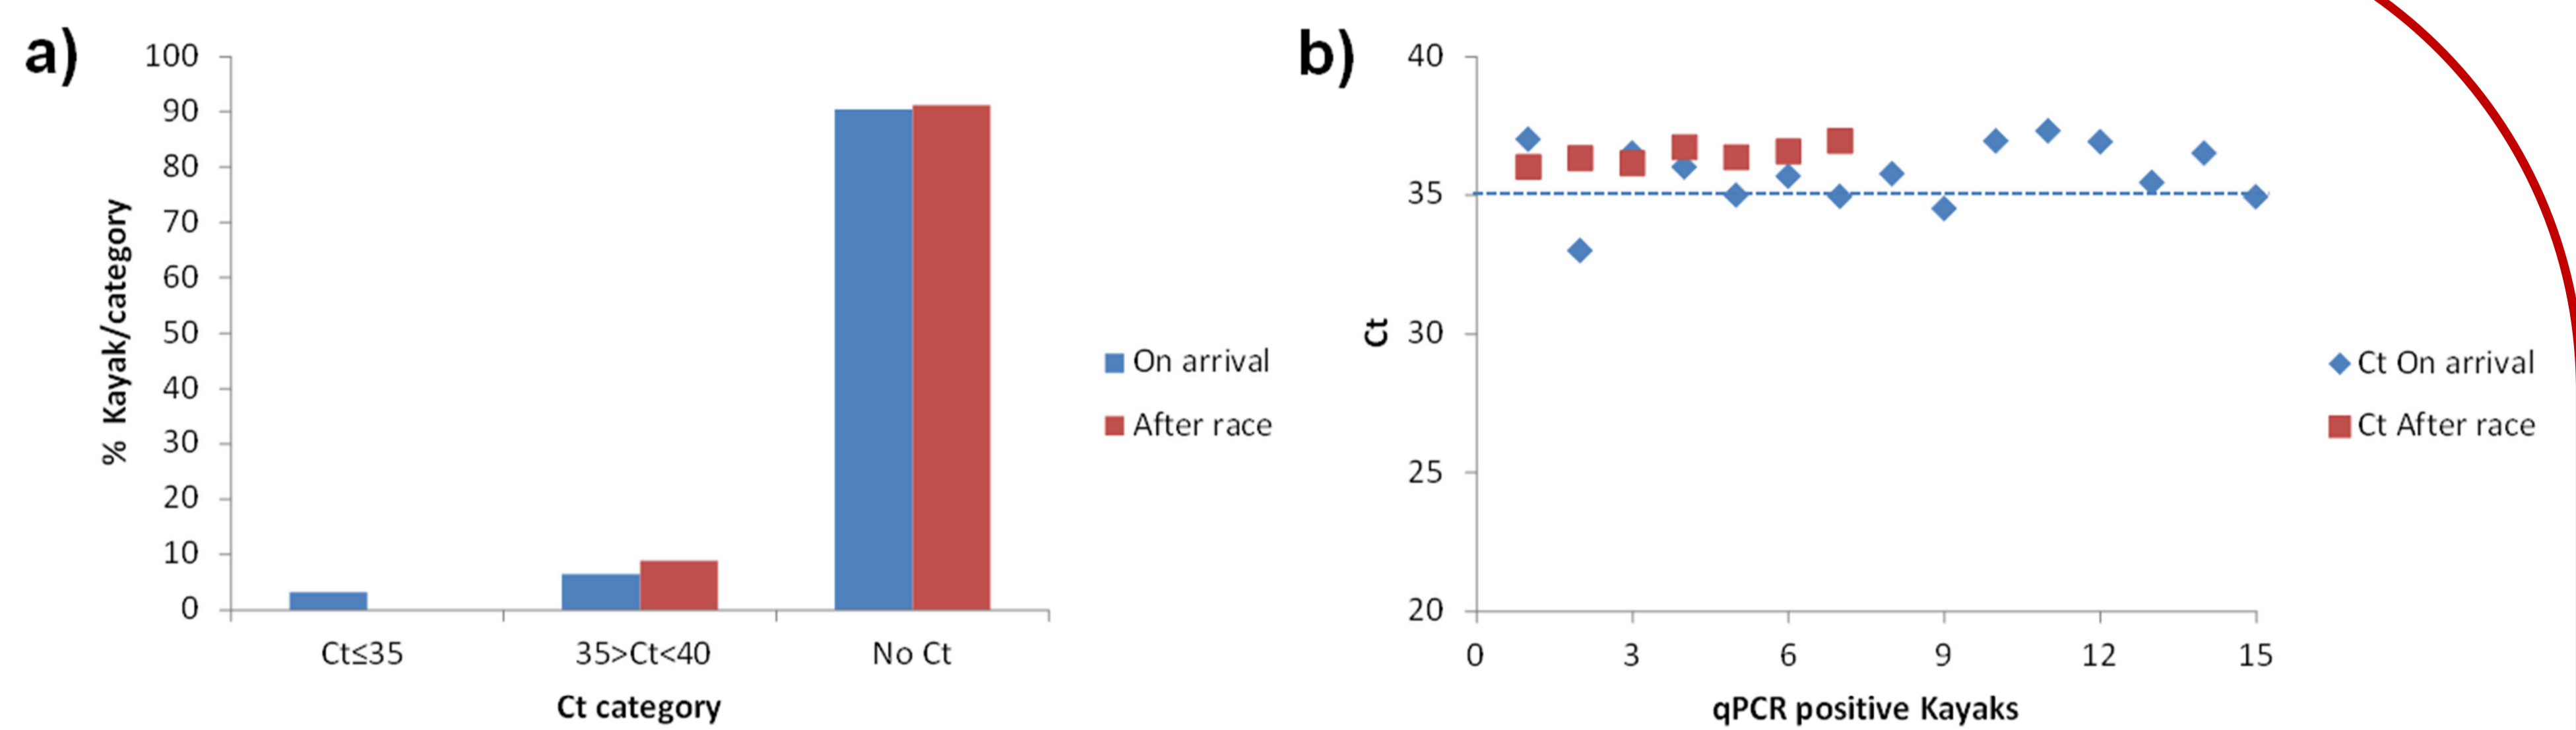 a)
100
90
80
70
60
50
40
30
20
10
0
% Kayak/category
Ct≤35
35>Ct<40
No Ct
Ct category
On arrival
After race
b)
40
35
30
25
20
Ct
0
3
6
9
12
15
qPCR positive Kayaks
Ct On arrival
Ct After race